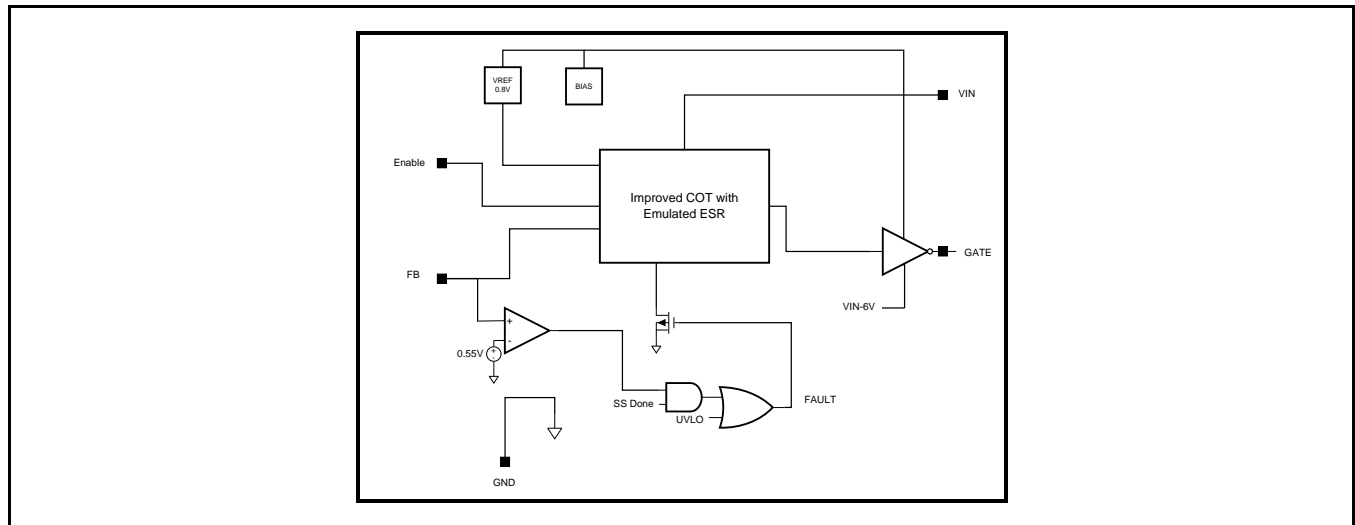 VREF
0.8V
BIAS
VIN
Enable
Improved COT with
Emulated ESR
GATE
FB
VIN-6V
+
-
0.55V
+
-
SS Done
FAULT
UVLO
GND